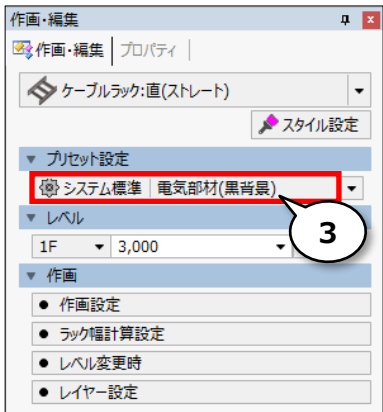 作画・編集
作画・編集 プロパティ
ケーブルラック:直(ストレート)
スタイル設定
プリセット設定
システム標準 電気部材(黒背景)
レベル
1F 3,000
3
作画
作画設定
ラック幅計算設定
レベル変更時
レイヤー設定